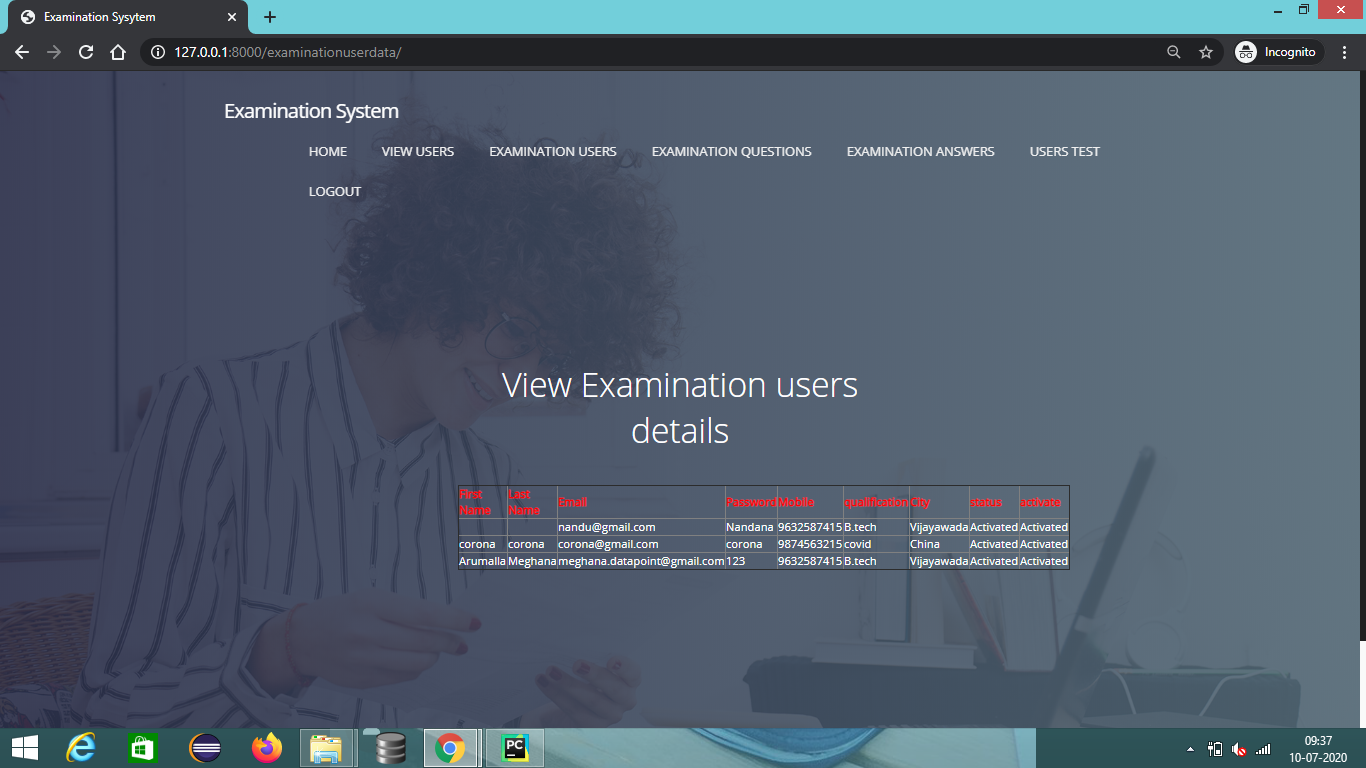 Examination Sysytem
127.0.0.1:8000/examinationuserdata/
Incognito
Examination System
HOME VIEW USERS EXAMINATION USERS EXAMINATION QUESTIONS EXAMINATION ANSWERS USERS TEST
LOGOUT
View Examination users
details
First Name Last Name Email Password Mobile qualification City status activate
nandu@gmail.com Nandana 9632587415 B.tech Vijayawada Activated Activated
corona corona corona@gmail.com corona 9874563215 covid China Activated Activated
Arumalla Meghana meghana.datapoint@gmail.com 123 9632587415 B.tech Vijayawada Activated Activated
PC
09:37
10-07-2020